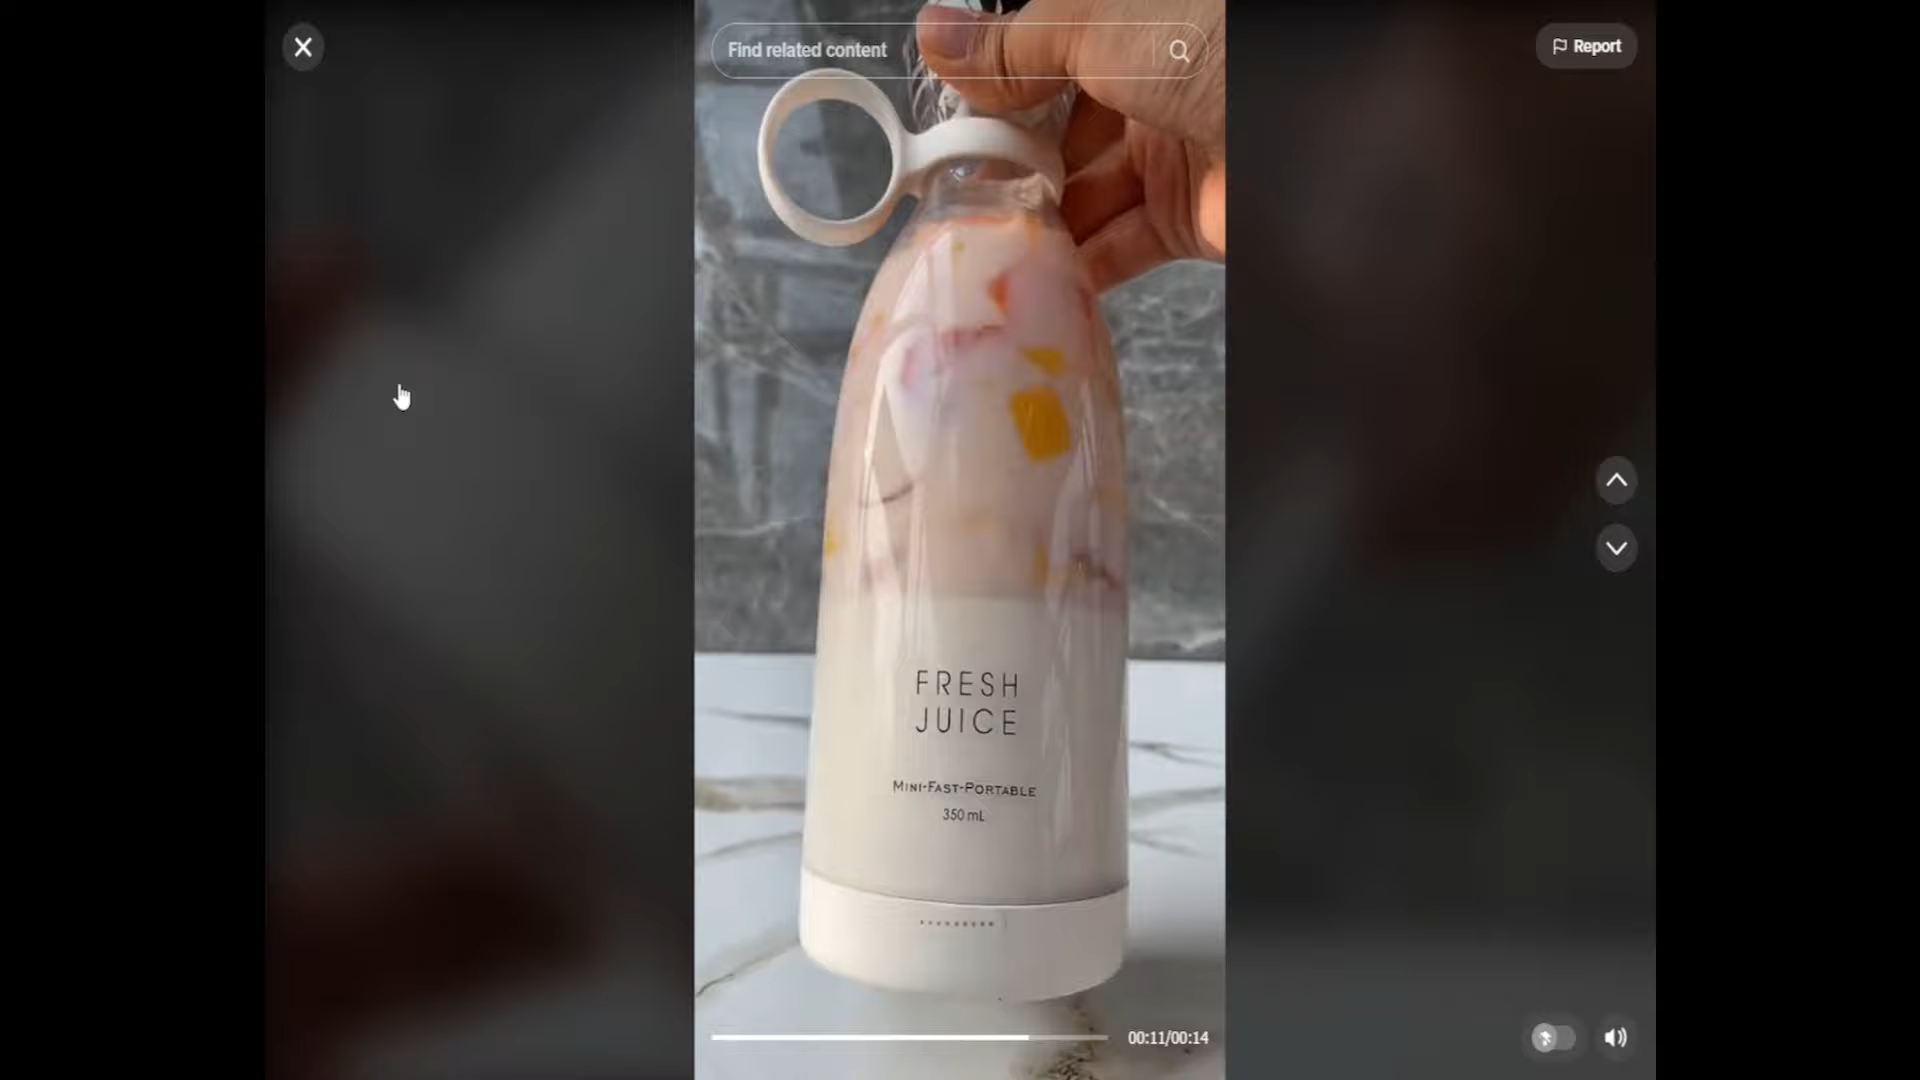 Find related content
Report
FRESH
JUICE
MINI-FAST-PORTABLE
350 mL
00:11/00:14